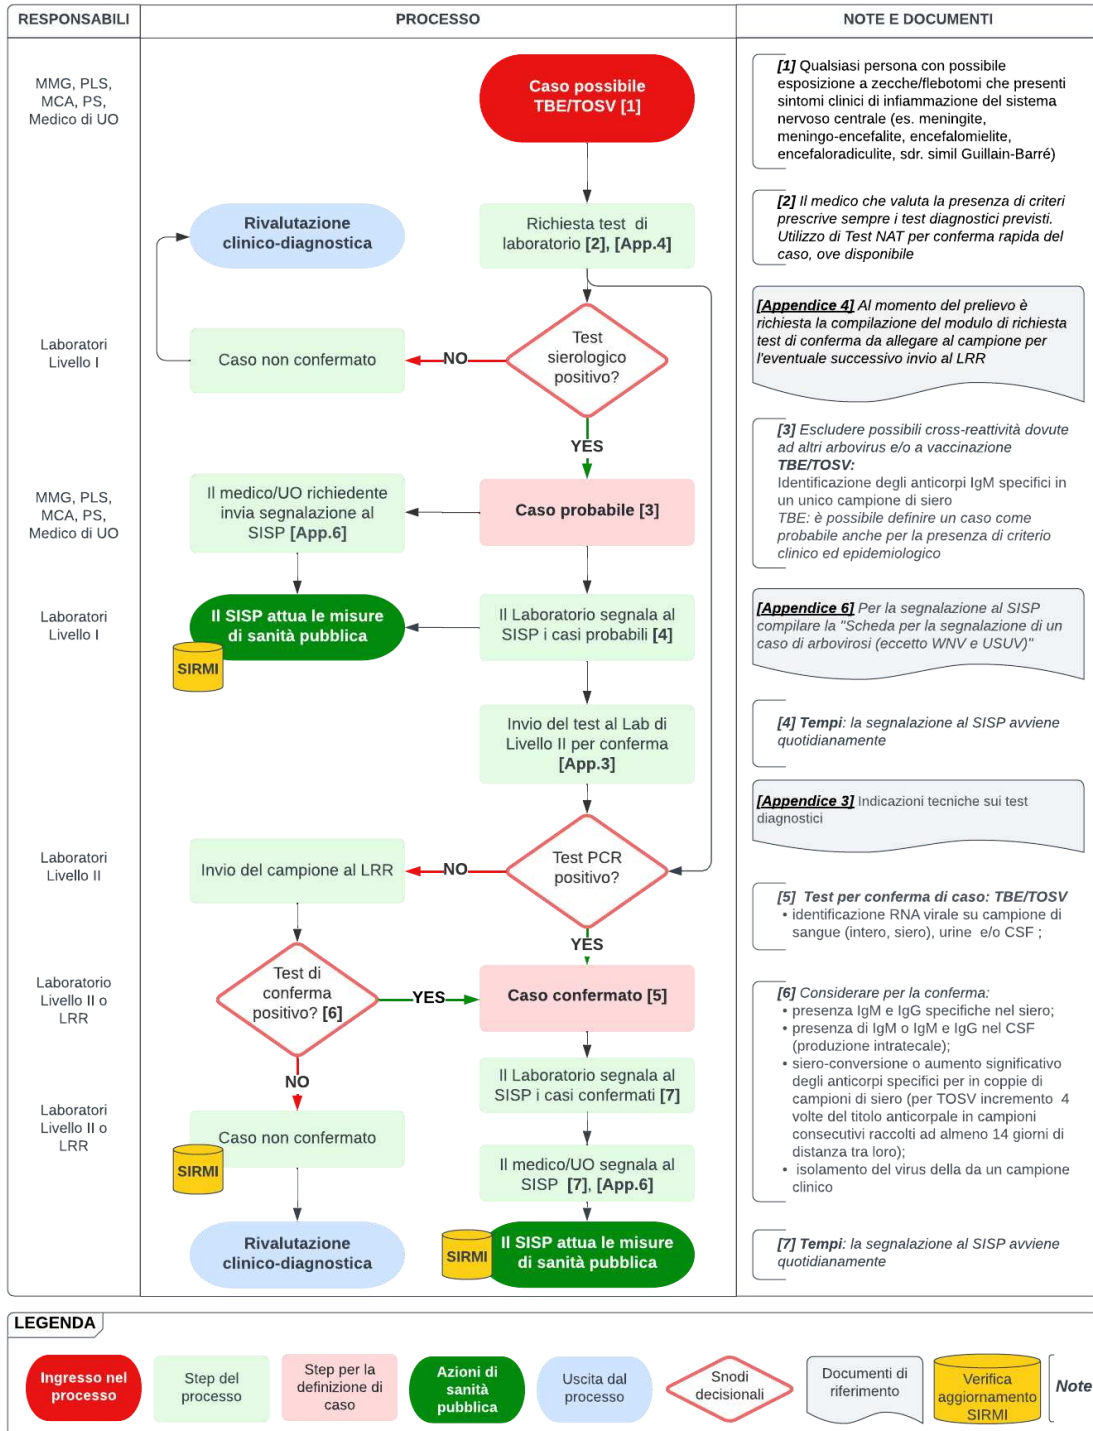 RESPONSABILI
PROCESSO
NOTE E DOCUMENTI
MMG, PLS,
MCA, PS,
Medico di UO
Caso possibile
TBE/TOSV [1]
[1] Qualsiasi persona con possibile
esposizione a zecche/flebotomi che presenti
sintomi clinici di infiammazione del sistema
nervoso centrale (es. meningite,
meningo-encefalite, encefalomielite,
encefaloradiculite, sdr. simil Guillain-Barré)
Rivalutazione
clinico-diagnostica
Richiesta test di
laboratorio [2], [App.4]
[2] Il medico che valuta la presenza di criteri
prescrive sempre i test diagnostici previsti.
Utilizzo di Test NAT per conferma rapida del
caso, ove disponibile
Laboratori
Livello I
Caso non confermato
NO
Test
sierologico
positivo?
[Appendice 4] Al momento del prelievo è
richiesta la compilazione del modulo di richiesta
test di conferma da allegare al campione per
l'eventuale successivo invio al LRR
YES
MMG, PLS,
MCA, PS,
Medico di UO
Il medico/UO richiedente
invia segnalazione al
SISP [App.6]
Caso probabile [3]
[3] Escludere possibili cross-reattività dovute
ad altri arbovirus e/o a vaccinazione
TBE/TOSV:
Identificazione degli anticorpi IgM specifici in
un unico campione di siero
TBE: è possibile definire un caso come
probabile anche per la presenza di criterio
clinico ed epidemiologico
Laboratori
Livello I
Il SISP attua le misure
di sanità pubblica
SIRMI
Il Laboratorio segnala al
SISP i casi probabili [4]
[Appendice 6] Per la segnalazione al SISP
compilare la "Scheda per la segnalazione di un
caso di arbovirosi (eccetto WNV e USUV)"
Invio del test al Lab di
Livello II per conferma
[App.3]
[4] Tempi: la segnalazione al SISP avviene
quotidianamente
[Appendice 3] Indicazioni tecniche sui test
diagnostici
Laboratori
Livello II
Invio del campione al LRR
NO
Test PCR
positivo?
YES
[5] Test per conferma di caso: TBE/TOSV
• identificazione RNA virale su campione di
sangue (intero, siero), urine e/o CSF ;
Laboratorio
Livello II o
LRR
Test di
conferma
positivo? [6]
YES
Caso confermato [5]
NO
[6] Considerare per la conferma:
• presenza IgM e IgG specifiche nel siero;
• presenza di IgM o IgM e IgG nel CSF
(produzione intratecale);
• siero-conversione o aumento significativo
degli anticorpi specifici per in coppie di
campioni di siero (per TOSV incremento 4
volte del titolo anticorpale in campioni
consecutivi raccolti ad almeno 14 giorni di
distanza tra loro);
• isolamento del virus della da un campione
clinico
Laboratori
Livello II o
LRR
Caso non confermato
SIRMI
Il Laboratorio segnala al
SISP i casi confermati [7]
Il medico/UO segnala al
SISP [7], [App.6]
Rivalutazione
clinico-diagnostica
SIRMI
Il SISP attua le misure
di sanità pubblica
[7] Tempi: la segnalazione al SISP avviene
quotidianamente
LEGENDA
Ingresso nel
processo
Step del
processo
Step per la
definizione di
caso
Azioni di
sanità
pubblica
Uscita dal
processo
Snodi
decisionali
Documenti di
riferimento
Verifica
aggiornamento
SIRMI
Note